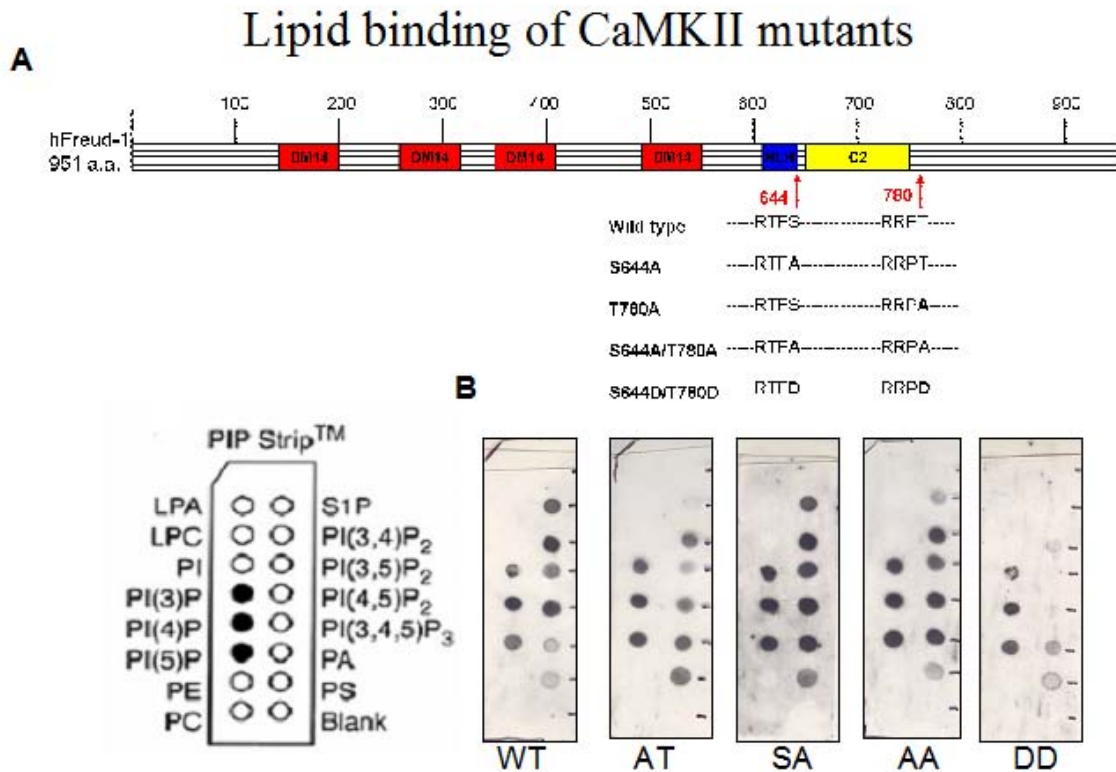 Lipid binding of CaMKII mutants
A
100 200 300 400 500 600 700 800 900
hFreud-1
951 a.a.
DM14 DM14 DM14 DM14 C2
644 780
Wild type -----RTFS-------------RRPT-----
S644A -----RTFA-------------RRPT-----
T780A -----RTFS-------------RRPA-----
S644A/T780A -----RTFA-------------RRPA-----
S644D/T780D RTFD RRPD
B
PIP Strip™
LPA S1P
LPC PI(3,4)P2
PI PI(3,5)P2
PI(3)P PI(4,5)P2
PI(4)P PI(3,4,5)P3
PI(5)P PA
PE PS
PC Blank
WT AT SA AA DD